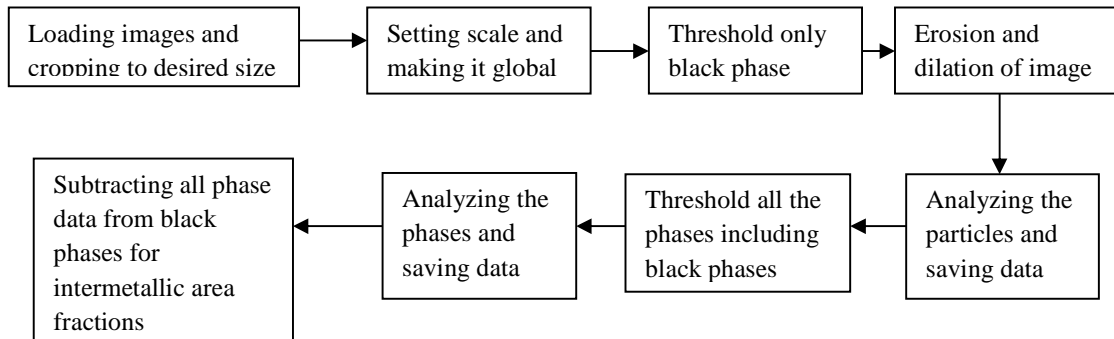 Loading images and
cropping to desired size
Setting scale and
making it global
Threshold only
black phase
Erosion and
dilation of image
Analyzing the
particles and
saving data
Threshold all the
phases including
black phases
Analyzing the
phases and
saving data
Subtracting all phase
data from black
phases for
intermetallic area
fractions